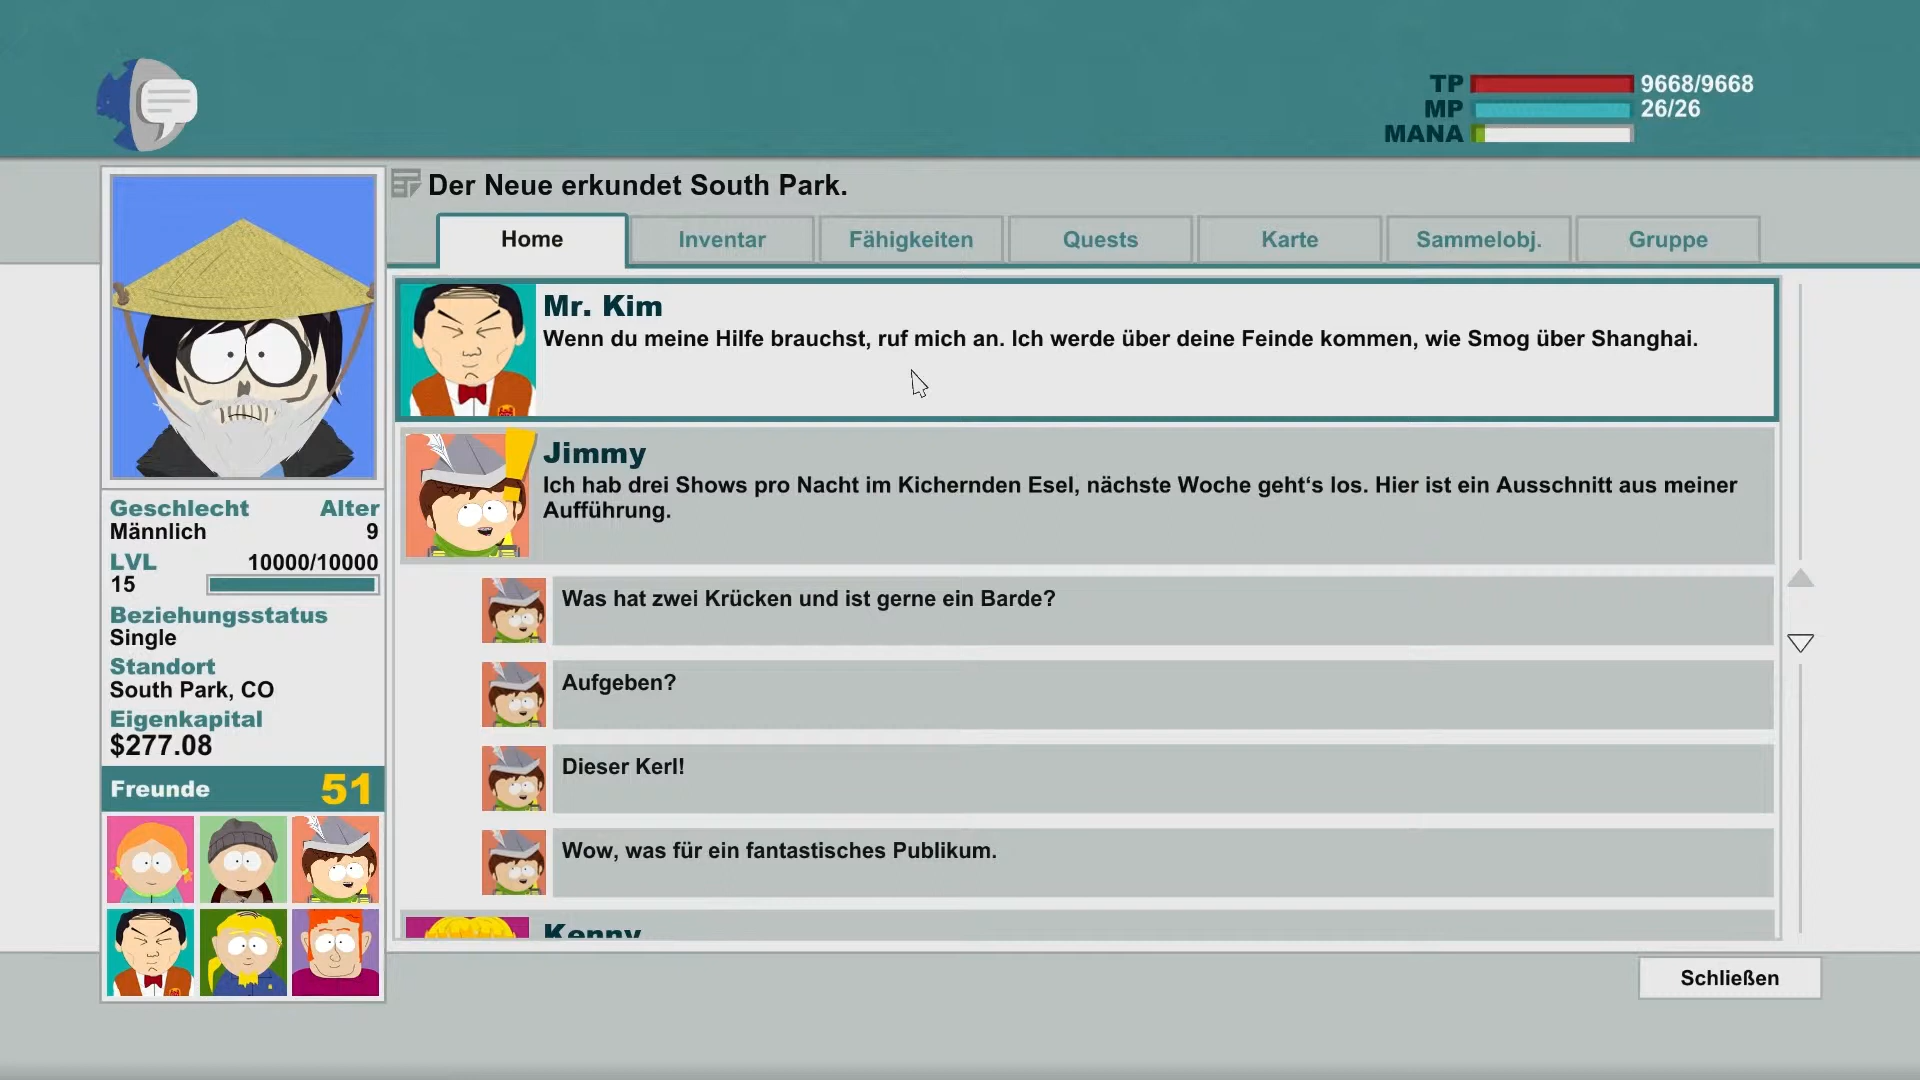 TP 9668/9668
MP 26/26
MANA
Der Neue erkundet South Park.
Home Inventar Fähigkeiten Quests Karte Sammelobj. Gruppe
Mr. Kim
Wenn du meine Hilfe brauchst, ruf mich an. Ich werde über deine Feinde kommen, wie Smog über Shanghai.
Jimmy
Ich hab drei Shows pro Nacht im Kichernden Esel, nächste Woche geht‘s los. Hier ist ein Ausschnitt aus meiner
Aufführung.
Was hat zwei Krücken und ist gerne ein Barde?
Aufgeben?
Dieser Kerl!
Wow, was für ein fantastisches Publikum.
Kenny
Geschlecht Alter
Männlich 9
LVL 10000/10000
15
Beziehungsstatus
Single
Standort
South Park, CO
Eigenkapital
$277.08
Freunde 51
Schließen